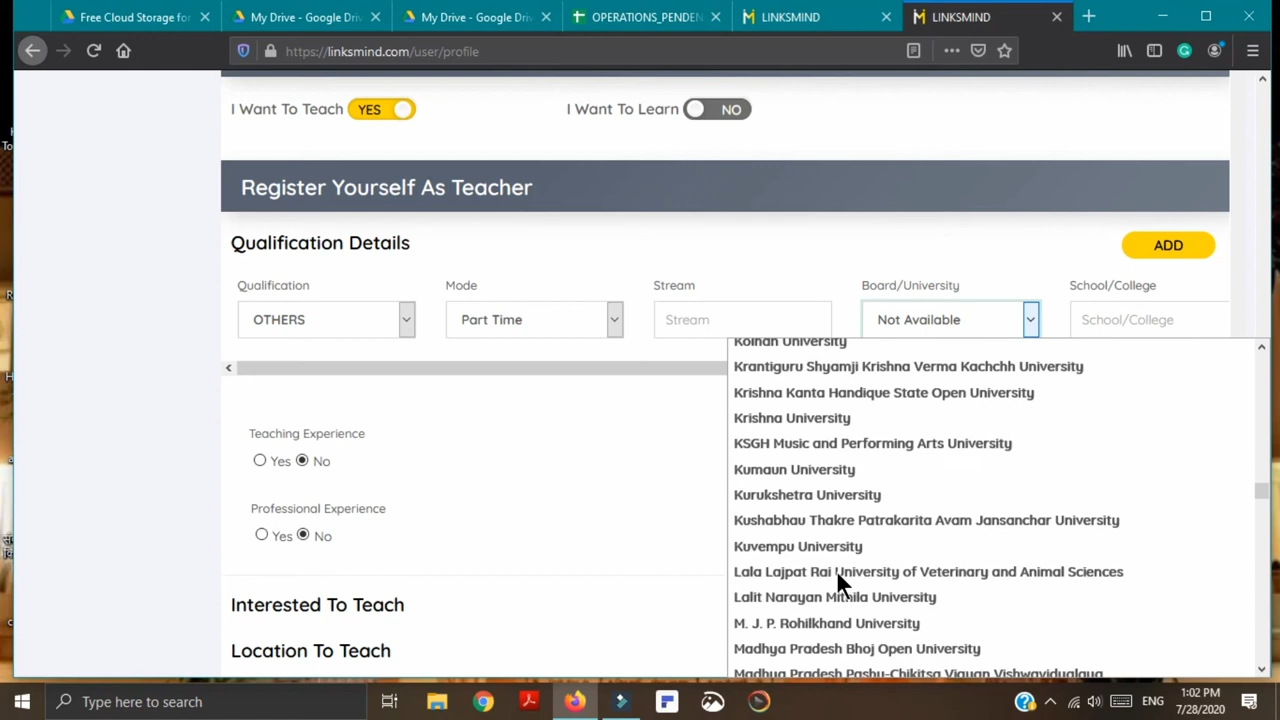 Free Cloud Storage for
My Drive - Google Dri
My Drive - Google Dri
OPERATIONS_PENDEN
LINKSMIND
LINKSMIND
https://linksmind.com/user/profile
I Want To Teach YES
I Want To Learn NO
Register Yourself As Teacher
Qualification Details
ADD
Qualification
Mode
Stream
Board/University
School/College
OTHERS
Part Time
Stream
Not Available
School/College
Kolhan University
Krantiguru Shyamji Krishna Verma Kachchh University
Krishna Kanta Handique State Open University
Krishna University
KSGH Music and Performing Arts University
Kumaun University
Kurukshetra University
Kushabhau Thakre Patrakarita Avam Jansanchar University
Kuvempu University
Lala Lajpat Rai University of Veterinary and Animal Sciences
Lalit Narayan Mithila University
M. J. P. Rohilkhand University
Madhya Pradesh Bhoj Open University
Madhya Pradesh Pashu-Chikitsa Vigyan Vishwavidyalaya
Teaching Experience
Yes No
Professional Experience
Yes No
Interested To Teach
Location To Teach
Type here to search
ENG
1:02 PM
7/28/2020